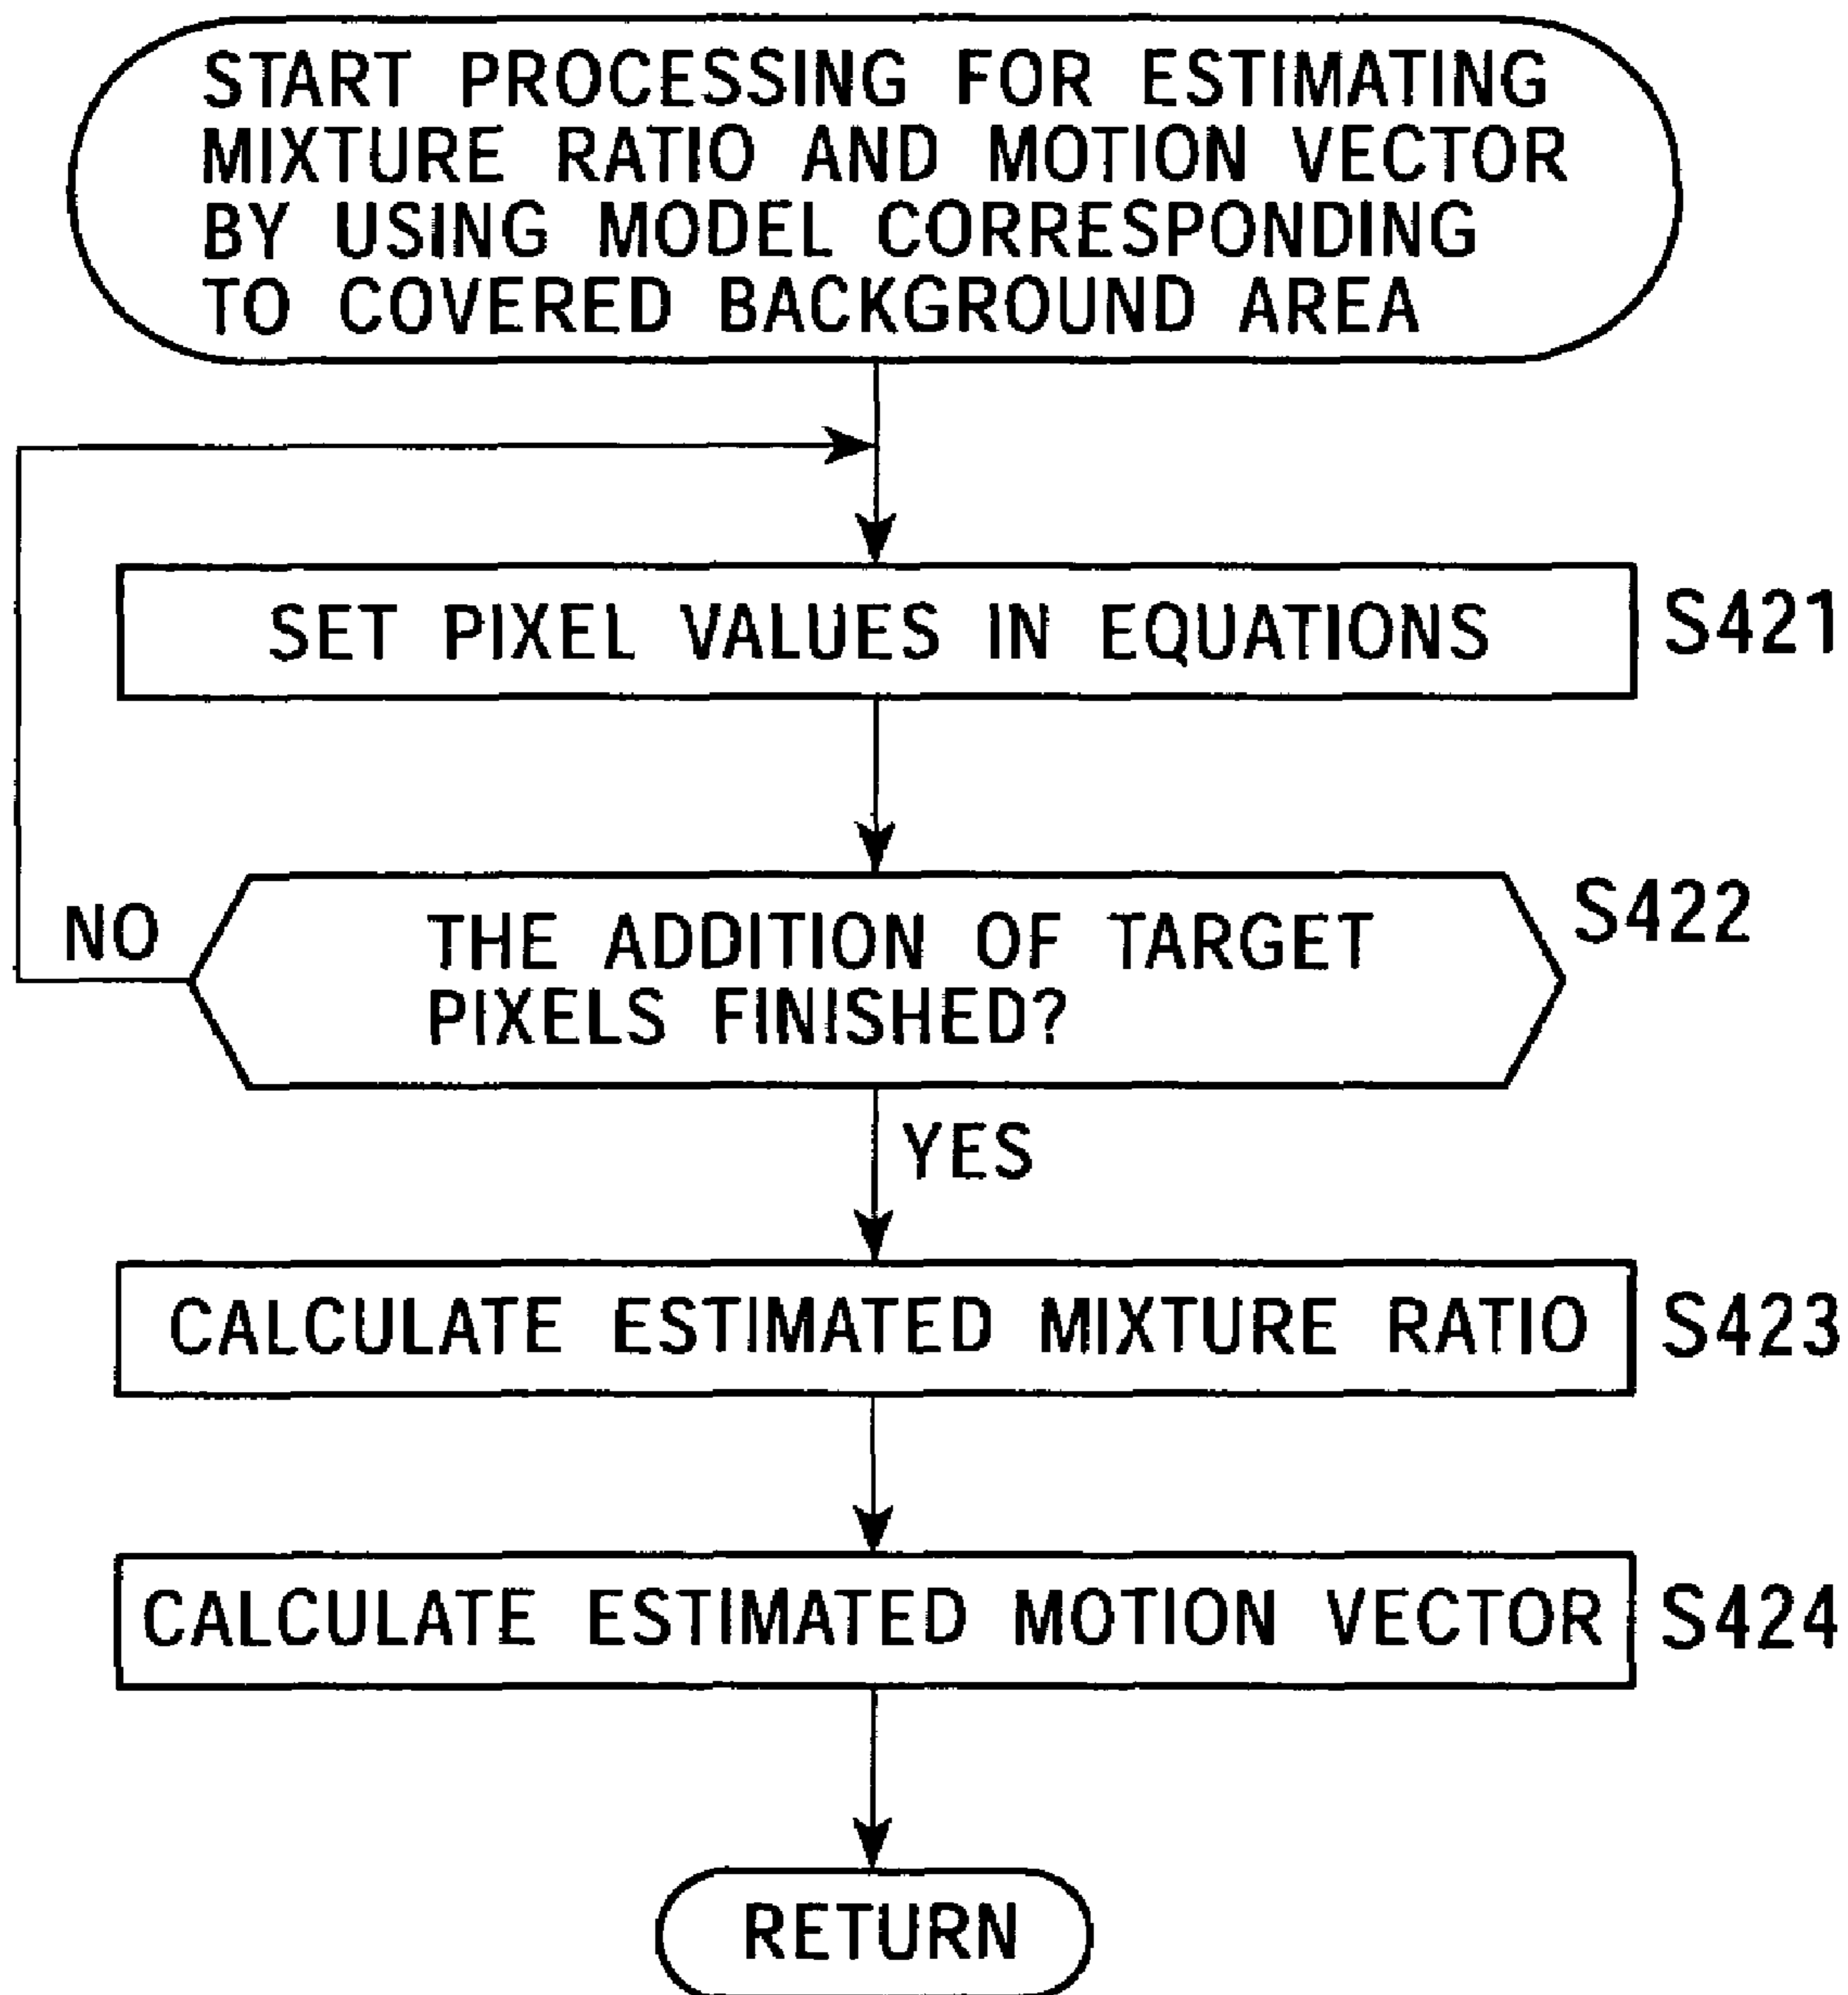 START PROCESSING FOR ESTIMATING
MIXTURE RATIO AND MOTION VECTOR
BY USING MODEL CORRESPONDING
TO COVERED BACKGROUND AREA
SET PIXEL VALUES IN EQUATIONS
S421
NO
THE ADDITION OF TARGET
PIXELS FINISHED?
S422
YES
CALCULATE ESTIMATED MIXTURE RATIO
S423
CALCULATE ESTIMATED MOTION VECTOR
S424
RETURN